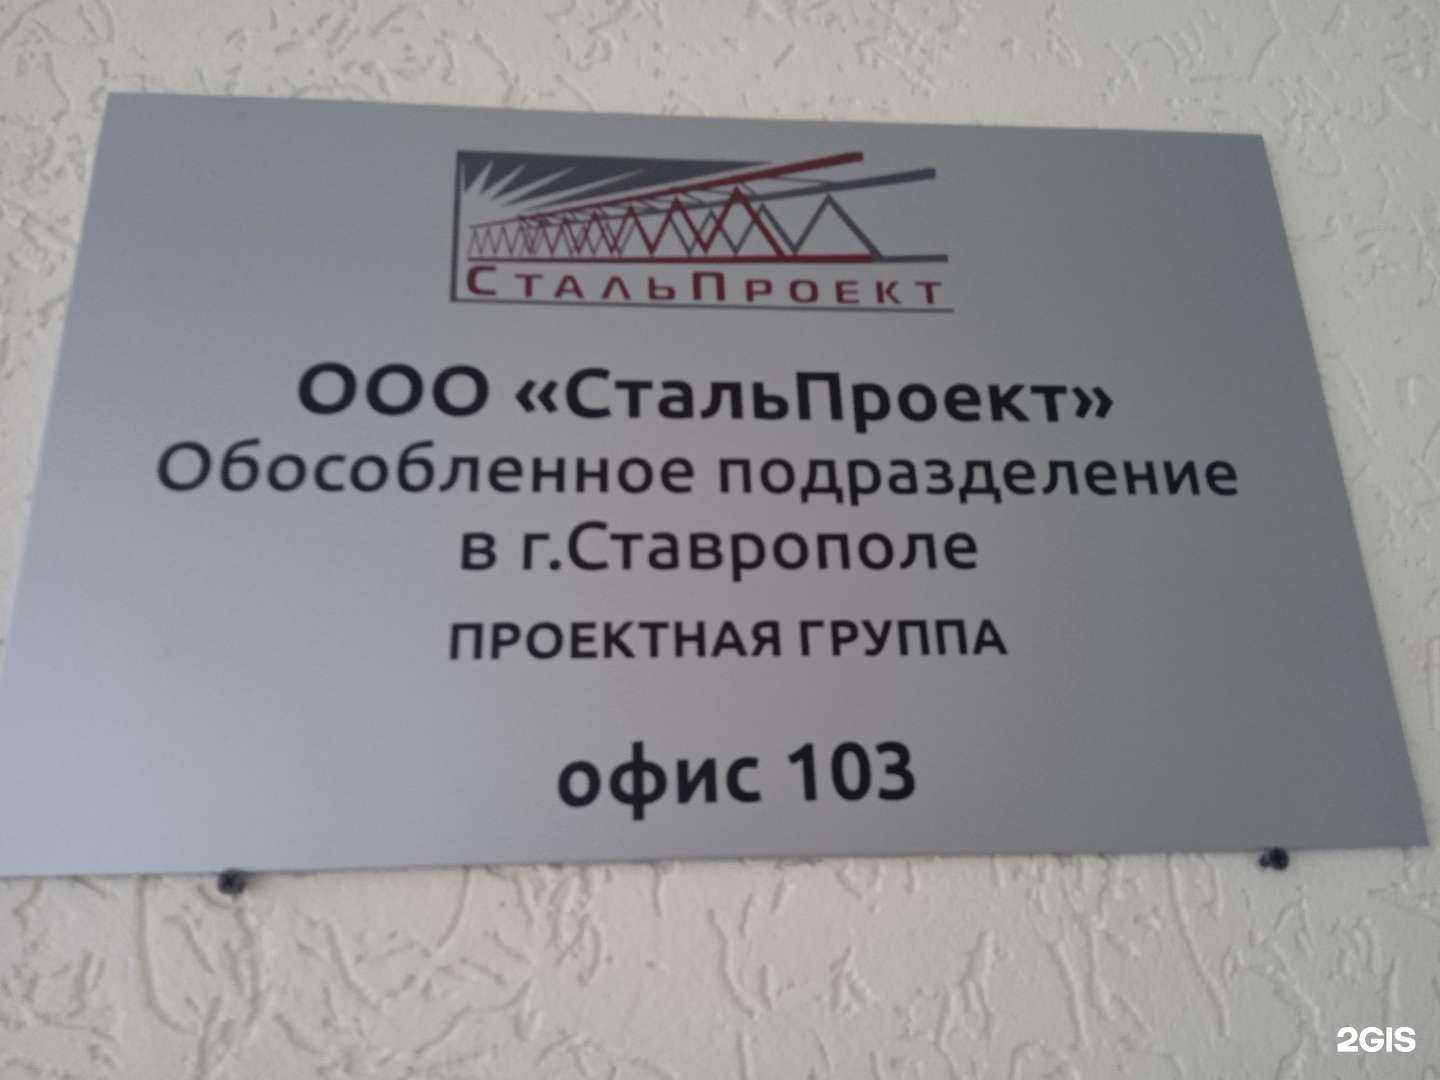 СтальПроект
ООО «СтальПроект»
Обособленное подразделение
в г.Ставрополе
ПРОЕКТНАЯ ГРУППА
офис 103
2GIS